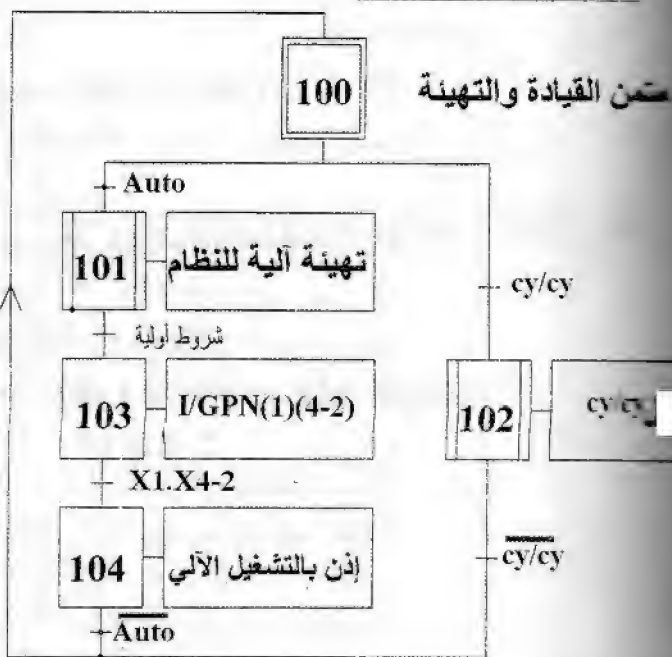 100
متمن القيادة والتهيئة
Auto
101
تهيئة آلية للنظام
cy/cy
شروط أولية
103
I/GPN(1)(4-2)
102
cy/cy
X1.X4-2
104
إذن بالتشغيل الآلي
c̅y̅/̅c̅y̅
A̅u̅t̅o̅